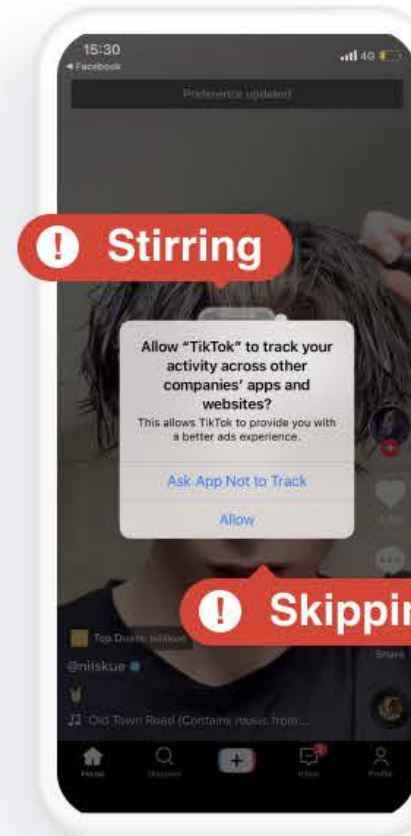 15:30
4G
Facebook
Preference updated
Stirring
Allow “TikTok” to track your
activity across other
companies’ apps and
websites?
This allows TikTok to provide you with
a better ads experience.
Ask App Not to Track
Allow
Skippin
Top Duets:
Share
@nilskue
Old Town Road (Contains music from...
Home
Discover
Inbox
Profile